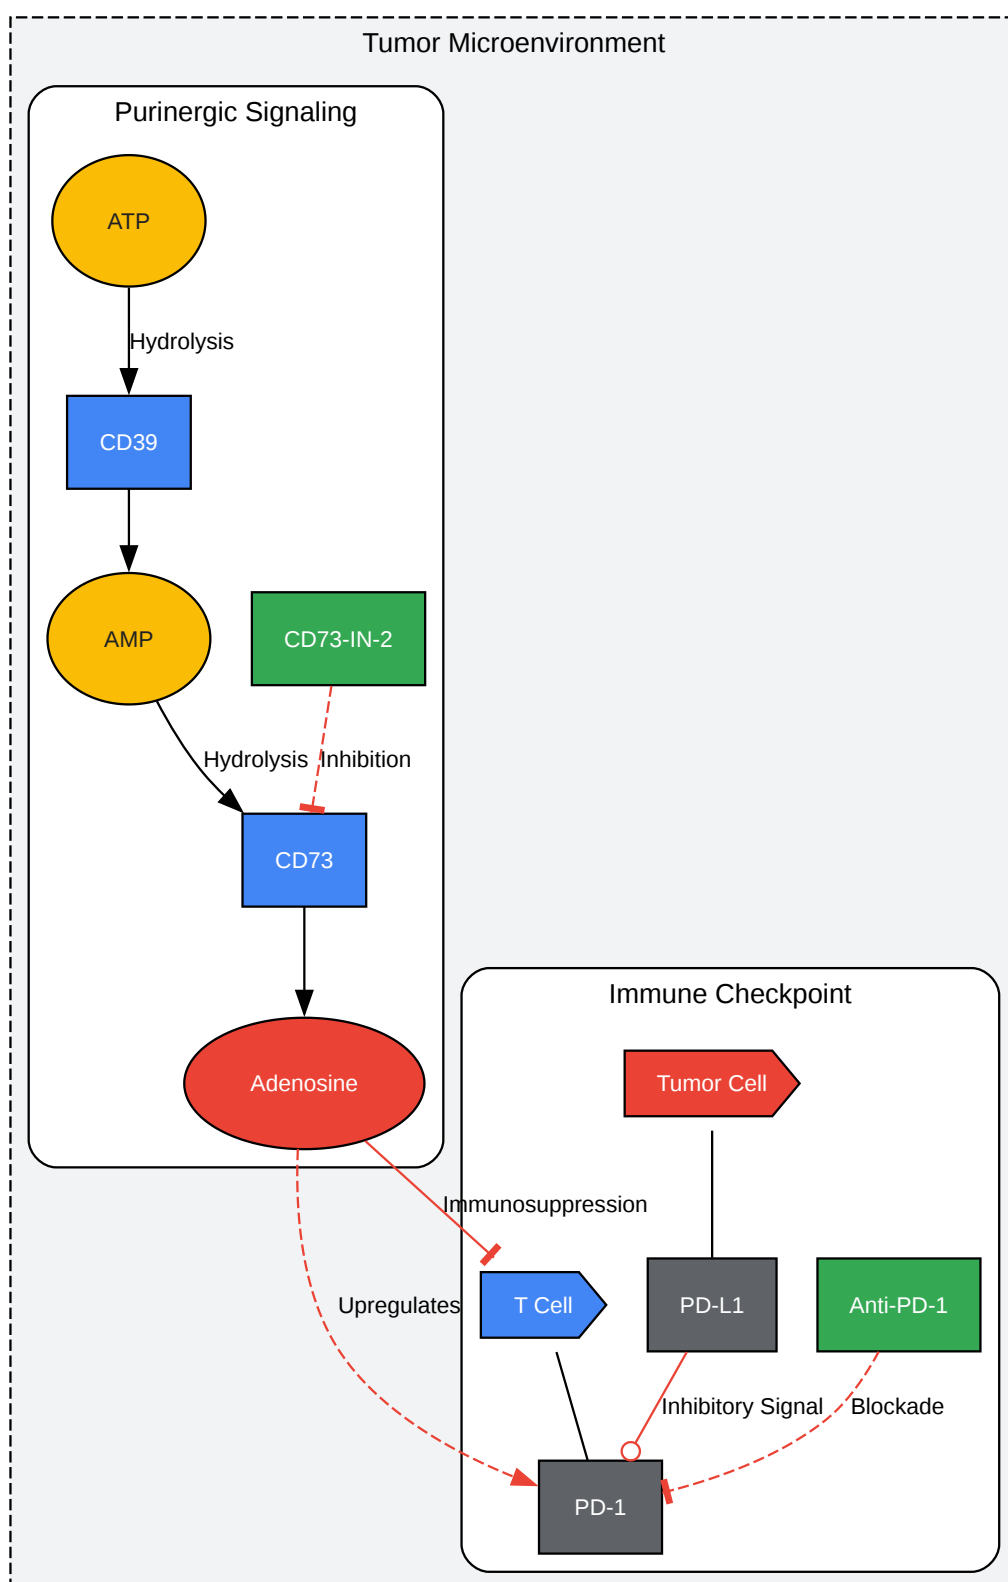 Tumor Microenvironment
Purinergic Signaling
ATP
Hydrolysis
CD39
AMP
CD73-IN-2
Hydrolysis
Inhibition
CD73
Adenosine
Immune Checkpoint
Tumor Cell
Immunosuppression
Upregulates
T Cell
PD-L1
Anti-PD-1
Inhibitory Signal
Blockade
PD-1